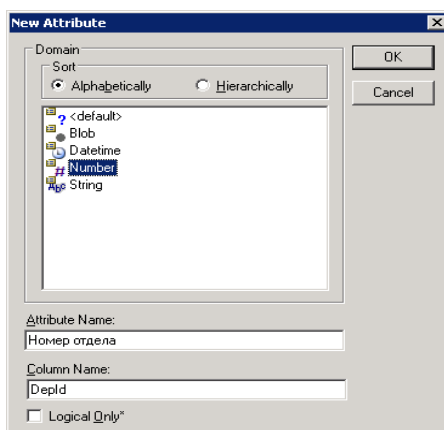 New Attribute
Domain
Sort
Alphabetically
Hierarchically
OK
Cancel
? <default>
Blob
Datetime
# Number
ABC String
Attribute Name:
Номер отдела
Column Name:
DepId
Logical Only*